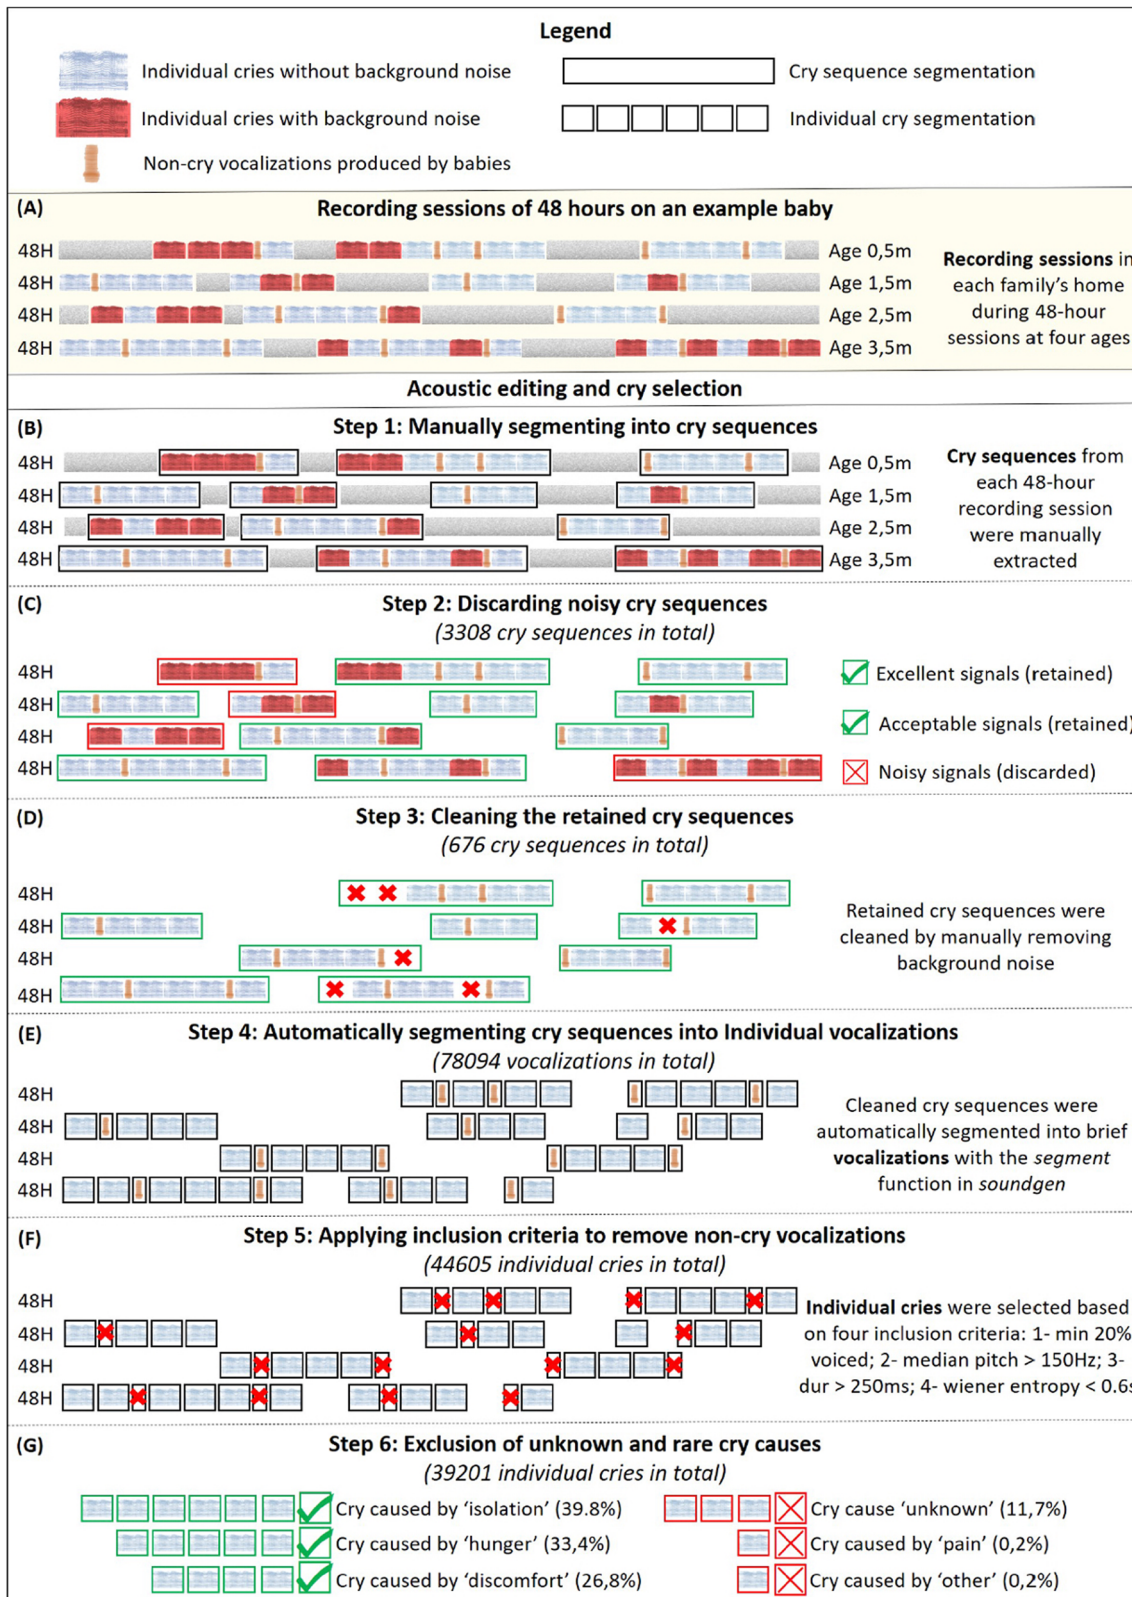 Legend
Individual cries without background noise
Cry sequence segmentation
Individual cries with background noise
Individual cry segmentation
Non-cry vocalizations produced by babies
(A)
Recording sessions of 48 hours on an example baby
48H
Age 0,5m
48H
Age 1,5m
48H
Age 2,5m
48H
Age 3,5m
Recording sessions in
each family's home
during 48-hour
sessions at four ages
Acoustic editing and cry selection
(B)
Step 1: Manually segmenting into cry sequences
48H
Age 0,5m
48H
Age 1,5m
48H
Age 2,5m
48H
Age 3,5m
Cry sequences from
each 48-hour
recording session
were manually
extracted
(C)
Step 2: Discarding noisy cry sequences
(3308 cry sequences in total)
48H
48H
48H
48H
Excellent signals (retained)
Acceptable signals (retained)
Noisy signals (discarded)
(D)
Step 3: Cleaning the retained cry sequences
(676 cry sequences in total)
48H
48H
48H
48H
Retained cry sequences were
cleaned by manually removing
background noise
(E)
Step 4: Automatically segmenting cry sequences into Individual vocalizations
(78094 vocalizations in total)
48H
48H
48H
48H
Cleaned cry sequences were
automatically segmented into brief
vocalizations with the segment
function in soundgen
(F)
Step 5: Applying inclusion criteria to remove non-cry vocalizations
(44605 individual cries in total)
48H
48H
48H
48H
Individual cries were selected based
on four inclusion criteria: 1- min 20%
voiced; 2- median pitch > 150Hz; 3-
dur > 250ms; 4- wiener entropy < 0.6s
(G)
Step 6: Exclusion of unknown and rare cry causes
(39201 individual cries in total)
Cry caused by 'isolation' (39.8%)
Cry cause 'unknown' (11,7%)
Cry caused by 'hunger' (33,4%)
Cry caused by 'pain' (0,2%)
Cry caused by 'discomfort' (26,8%)
Cry caused by 'other' (0,2%)